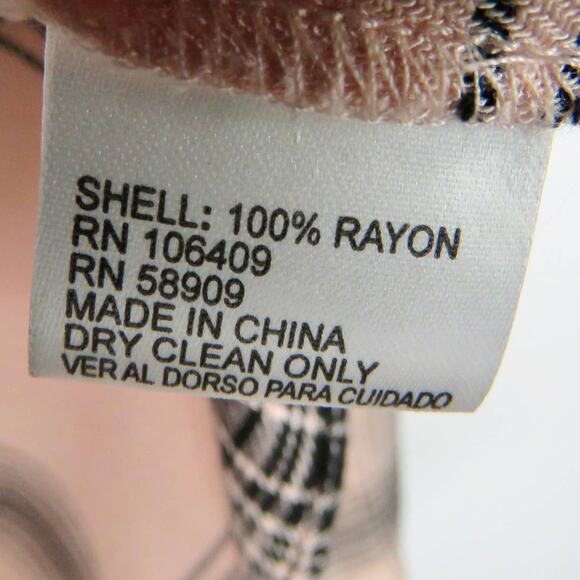 SHELL: 100% RAYON
RN 106409
RN 58909
MADE IN CHINA
DRY CLEAN ONLY
VER AL DORSO PARA CUIDADO